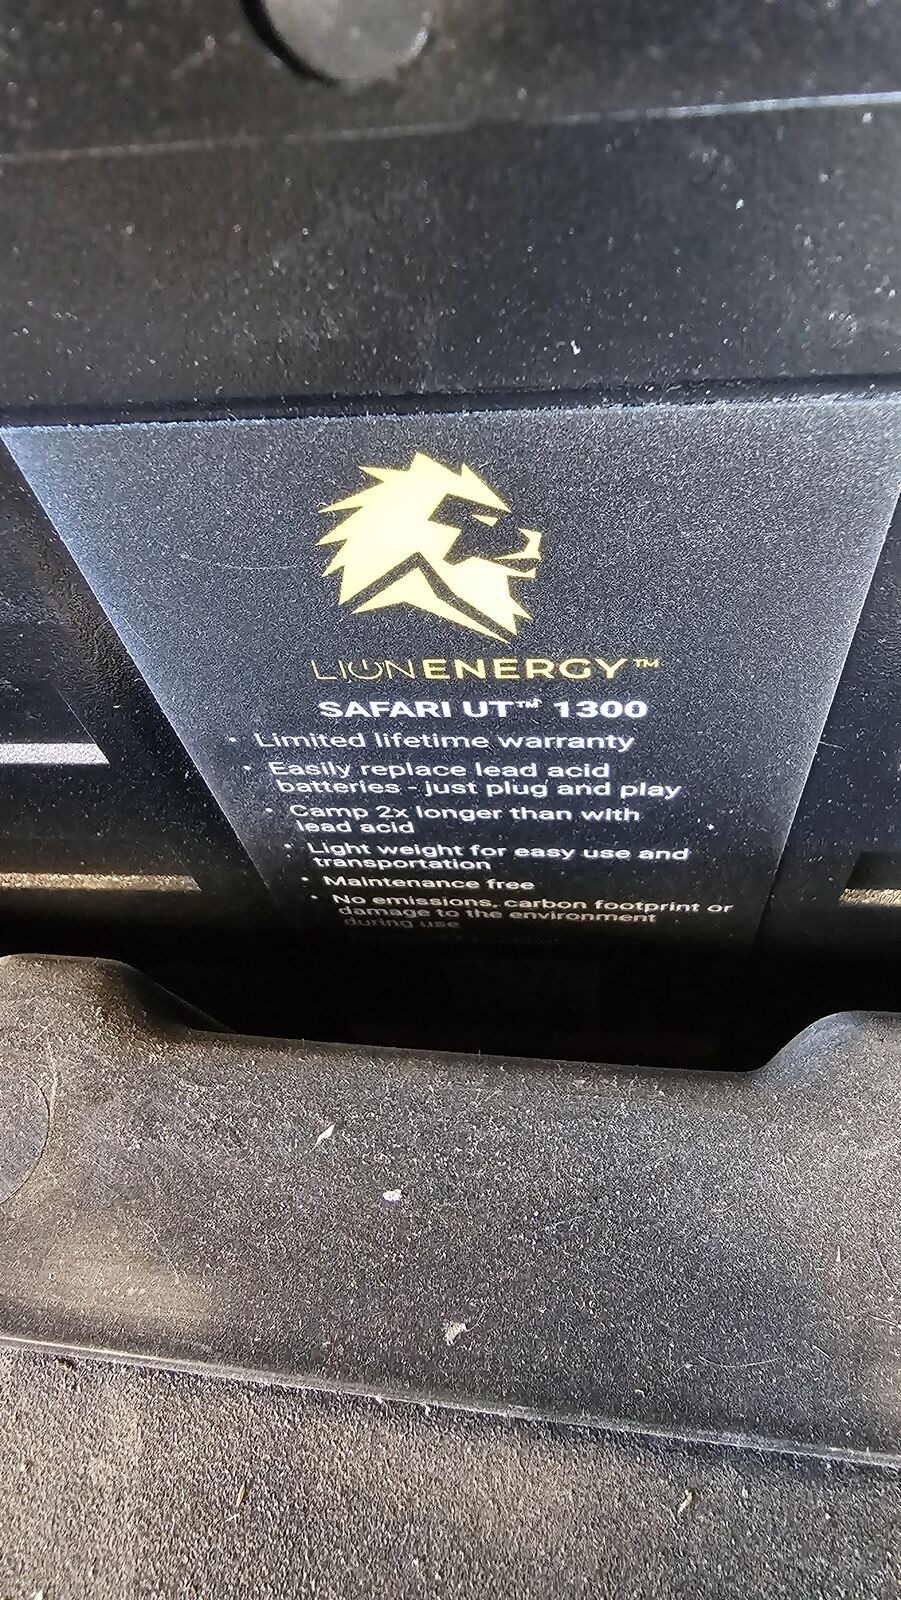 LIONENERGY™
SAFARI UT™ 1300
• Limited lifetime warranty
• Easily replace lead acid
batteries - just plug and play
• Camp 2x longer than with
lead acid
• Light weight for easy use and
transportation
• Maintenance free
• No emissions, carbon footprint or
damage to the environment
during use